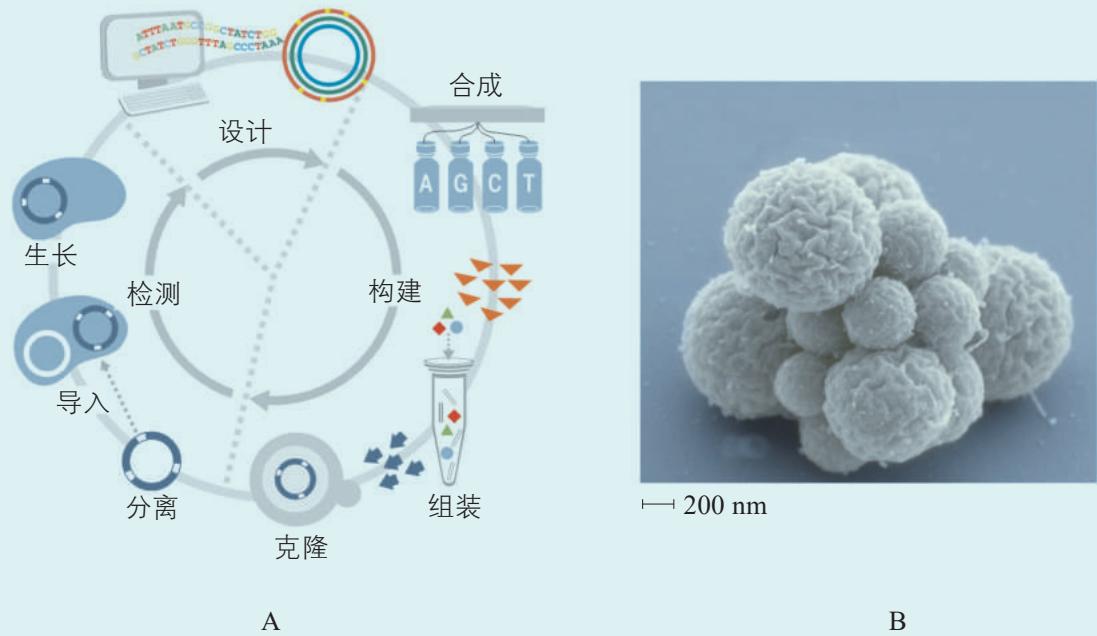 ATTTAATGCCGGCTATCTGG
GCTATCTGGGTTTAGCCCTAAA
合成
设计
A G C T
生长
检测
构建
导入
分离
组装
克隆
200 nm
A
B